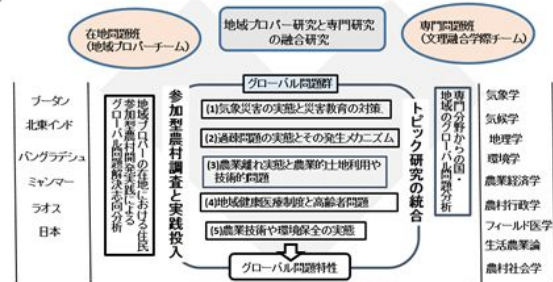 在地問題班
(地域プロパーチーム)
地域プロパー研究と専門研究
の融合研究
専門問題班
(文理融合学際チーム)
グローバル問題群
ブータン
北東インド
バングラデシュ
ミャンマー
ラオス
日本
地域プロパーの在地における住民
参加型農村開発実践による
グローバル問題解決志向分析
参加型農村調査と実践投入
(1)気象災害の実態と災害教育の対策.
(2)過疎問題の実態とその発生メカニズム
(3)農業離れ実態と農業的土地利用や
技術的問題
(4)地域健康医療制度と高齢者問題
(5)農業技術や環境保全の実態
グローバル問題特性
トピック研究の統合
専門分野からの国・
地域のグローバル問題分析
気象学
気候学
地理学
環境学
農業経済学
農村行政学
フィールド医学
生活農業論
農村社会学